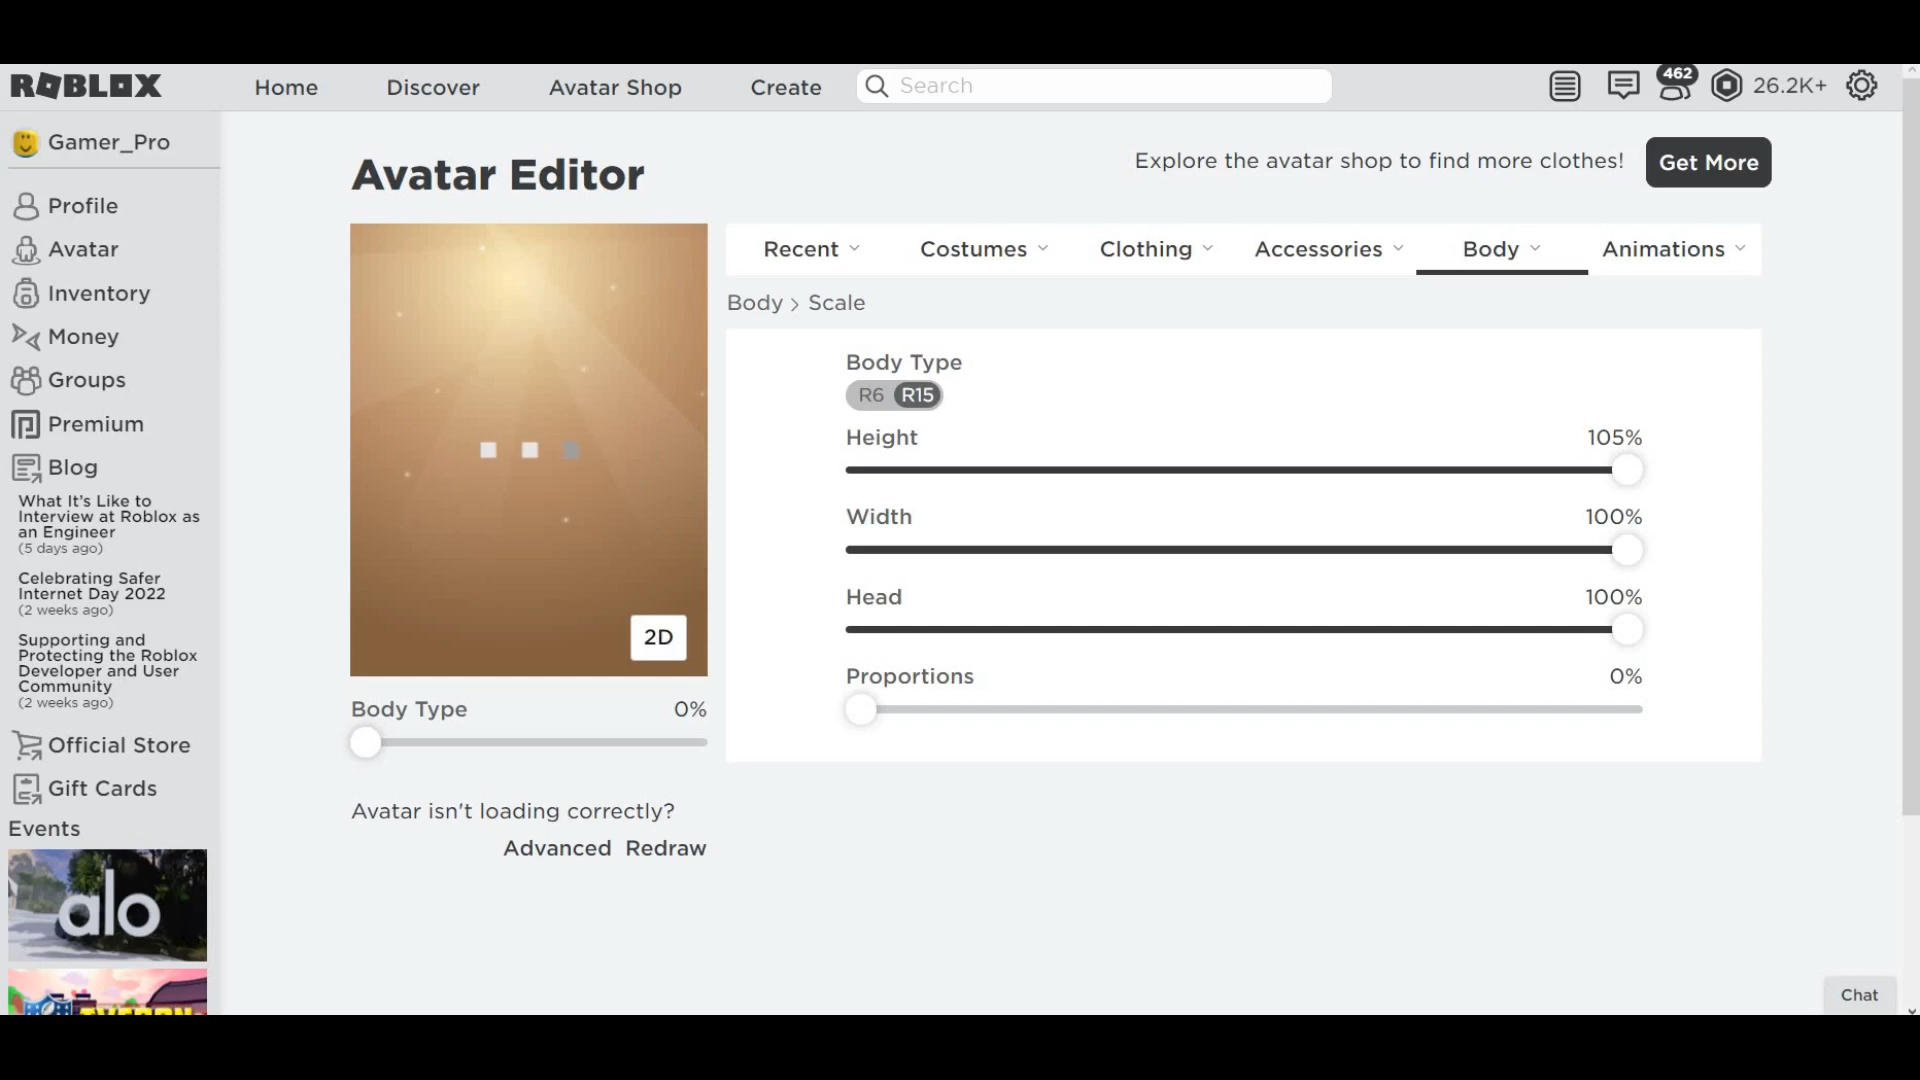 ROBLOX
Home
Discover
Avatar Shop
Create
Search
462
26.2K+
Gamer_Pro
Profile
Avatar
Inventory
Money
Groups
Premium
Blog
What It's Like to
Interview at Roblox as
an Engineer
(5 days ago)
Celebrating Safer
Internet Day 2022
(2 weeks ago)
Supporting and
Protecting the Roblox
Developer and User
Community
(2 weeks ago)
Official Store
Gift Cards
Events
alo
Avatar Editor
Explore the avatar shop to find more clothes!
Get More
2D
Body Type 0%
Avatar isn't loading correctly?
Advanced Redraw
Recent
Costumes
Clothing
Accessories
Body
Animations
Body > Scale
Body Type
R6 R15
Height 105%
Width 100%
Head 100%
Proportions 0%
Chat